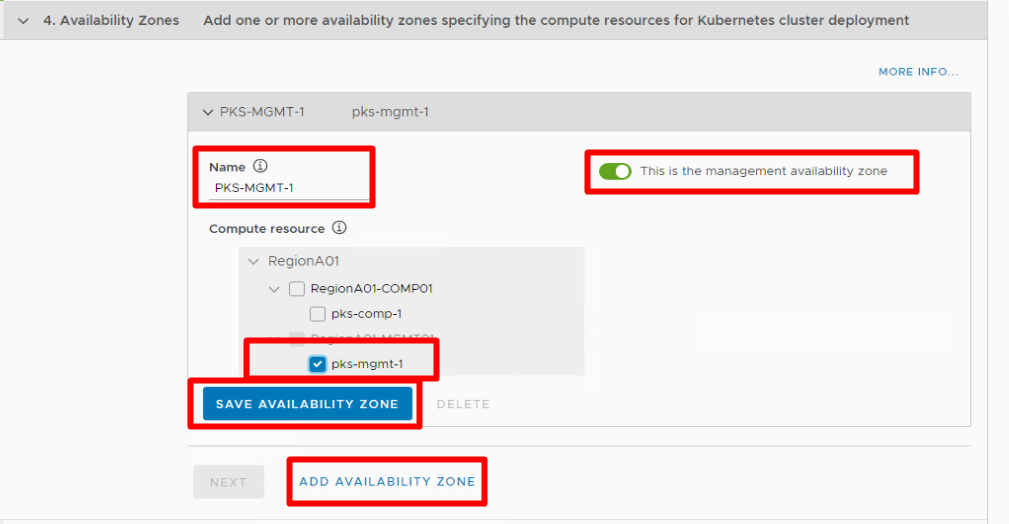 4. Availability Zones Add one or more availability zones specifying the compute resources for Kubernetes cluster deployment
MORE INFO...
PKS-MGMT-1 pks-mgmt-1
Name
This is the management availability zone
PKS-MGMT-1
Compute resource
RegionA01
RegionA01-COMP01
pks-comp-1
RegionA01-MGMT01
pks-mgmt-1
SAVE AVAILABILITY ZONE DELETE
NEXT ADD AVAILABILITY ZONE